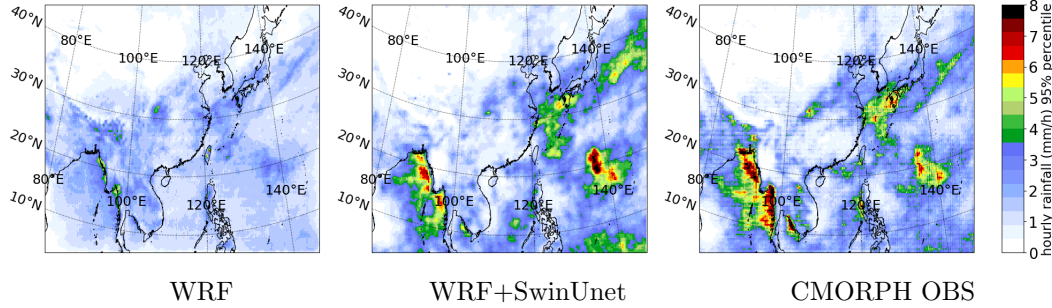 40°N
30°N
20°N
10°N
80°E
100°E
120°E
140°E
80°E
100°E
120°E
140°E
WRF
40°N
30°N
20°N
10°N
80°E
100°E
120°E
140°E
80°E
100°E
120°E
140°E
WRF+SwinUnet
40°N
30°N
20°N
10°N
80°E
100°E
120°E
140°E
80°E
100°E
120°E
140°E
CMORPH OBS
8
7
6
5
4
3
2
1
0
hourly rainfall (mm/h) 95% percentile